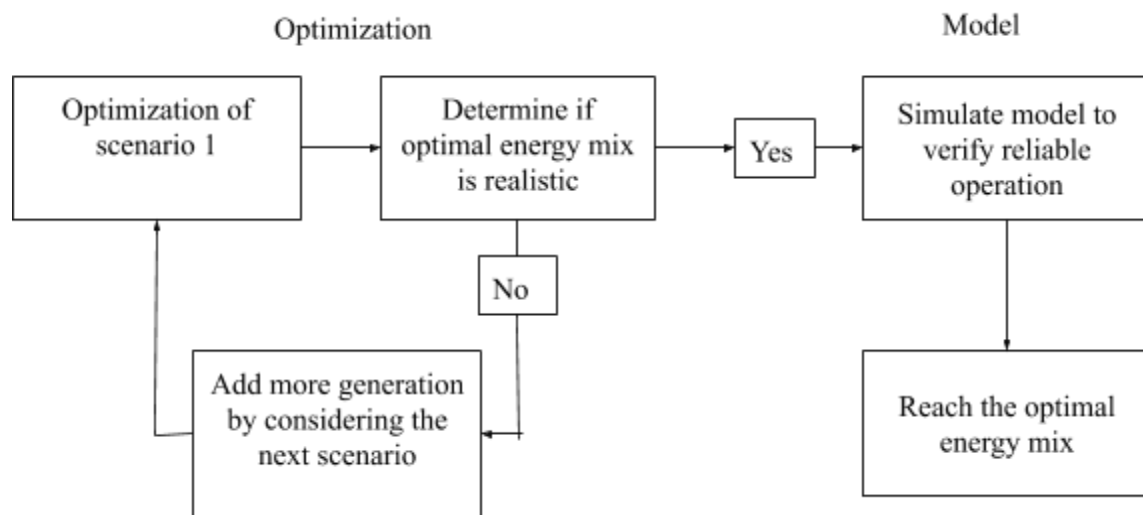 Optimization
Model
Optimization of
scenario 1
Determine if
optimal energy mix
is realistic
Yes
Simulate model to
verify reliable
operation
No
Add more generation
by considering the
next scenario
Reach the optimal
energy mix